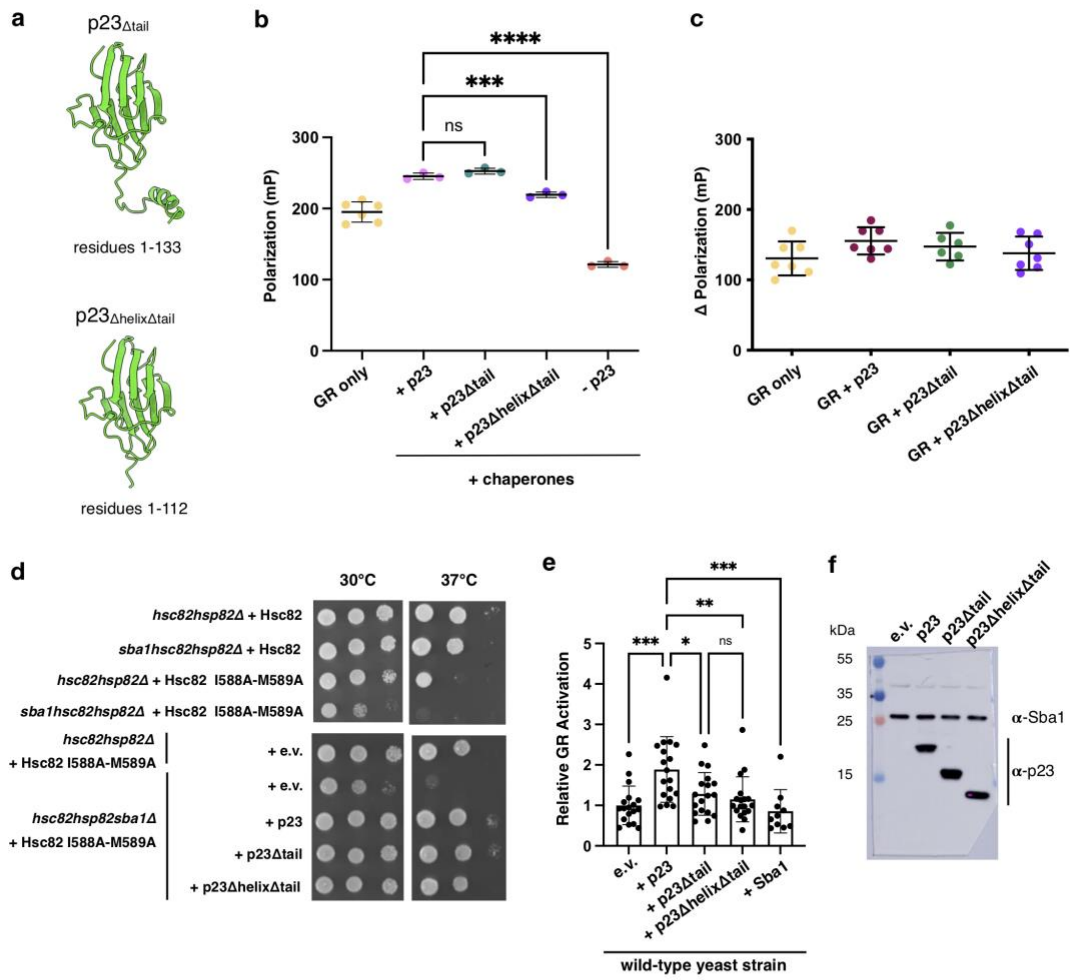 a
p23Δtail
residues 1-133
p23ΔhelixΔtail
residues 1-112
b
****
***
ns
Polarization (mP)
300
200
100
0
GR only
+ p23
+ p23Δtail
+ p23ΔhelixΔtail
- p23
+ chaperones
c
Δ Polarization (mP)
300
200
100
0
GR only
GR + p23
GR + p23Δtail
GR + p23ΔhelixΔtail
d
30°C 37°C
hsc82hsp82Δ + Hsc82
sba1hsc82hsp82Δ + Hsc82
hsc82hsp82Δ + Hsc82 I588A-M589A
sba1hsc82hsp82Δ + Hsc82 I588A-M589A
hsc82hsp82Δ
+ Hsc82 I588A-M589A
+ e.v.
+ e.v.
hsc82hsp82sba1Δ
+ Hsc82 I588A-M589A
+ p23
+ p23Δtail
+ p23ΔhelixΔtail
e
***
**
*** * ns
Relative GR Activation
5
4
3
2
1
0
e.v.
+ p23
+ p23Δtail
+ p23ΔhelixΔtail
+ Sba1
wild-type yeast strain
f
kDa
e.v.
p23
p23Δtail
p23ΔhelixΔtail
55
35
25
15
α-Sba1
α-p23